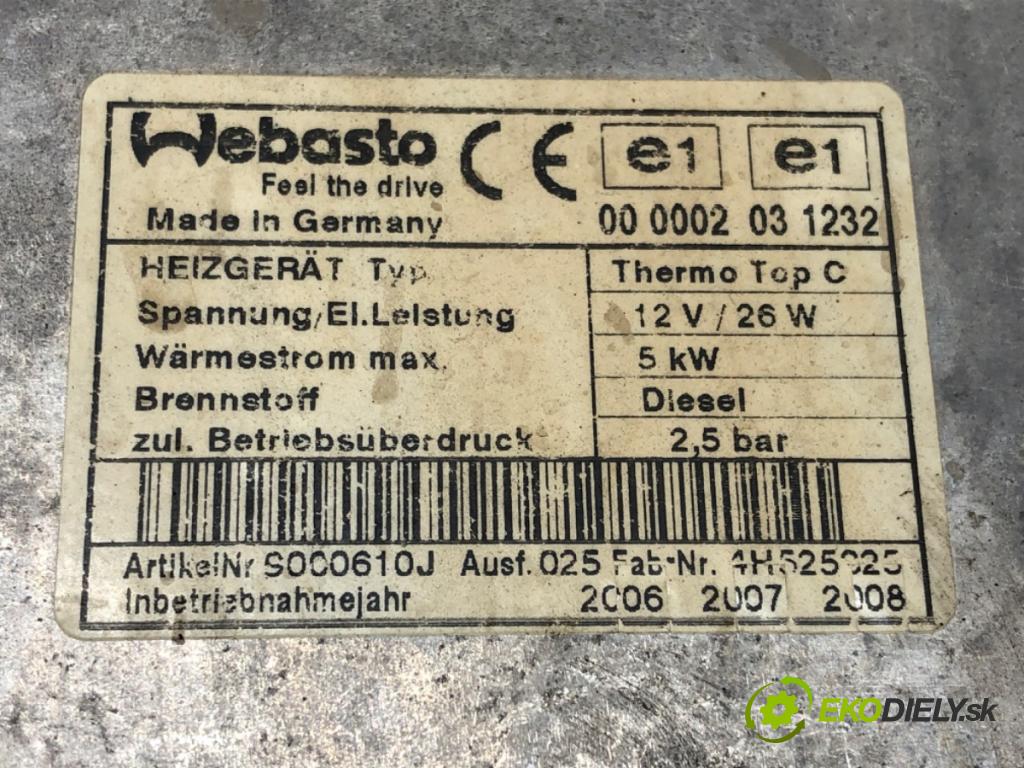 Webasto
Feel the drive
Made in Germany
CE
e1 e1
00 0002 03 1232
HEIZGERÄT Typ. Thermo Top C
Spannung/El.Leistung 12 V / 26 W
Wärmestrom max. 5 kW
Brennstoff Diesel
zul. Betriebsüberdruck 2,5 bar
ArtikelNr S000610J Ausf. 025 Fab-Nr.
Inbetriebnahmejahr 2006 2007 2008
EKODIELY.sk